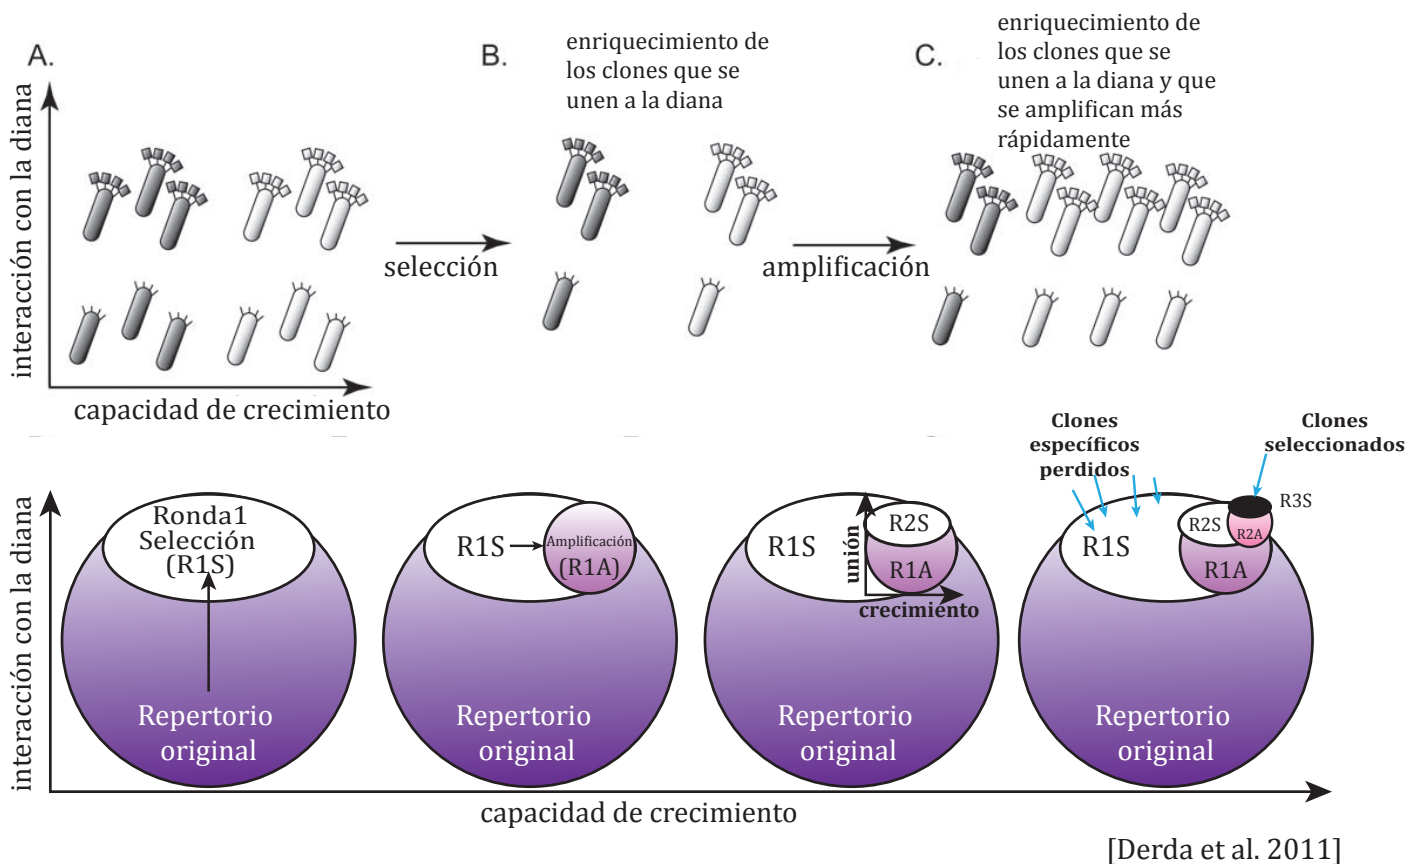 A.
B.
enriquecimiento de
los clones que se
unen a la diana
C.
enriquecimiento de
los clones que se
unen a la diana y que
se amplifican más
rápidamente
interacción con la diana
selección
amplificación
capacidad de crecimiento
interacción con la diana
Ronda1
Selección
(R1S)
Repertorio
original
R1S
Amplificación
(R1A)
Repertorio
original
R1S
unión
R2S
R1A
crecimiento
Repertorio
original
Clones
específicos
perdidos
Clones
seleccionados
R3S
R2S
R2A
R1S
R1A
Repertorio
original
capacidad de crecimiento
[Derda et al. 2011]